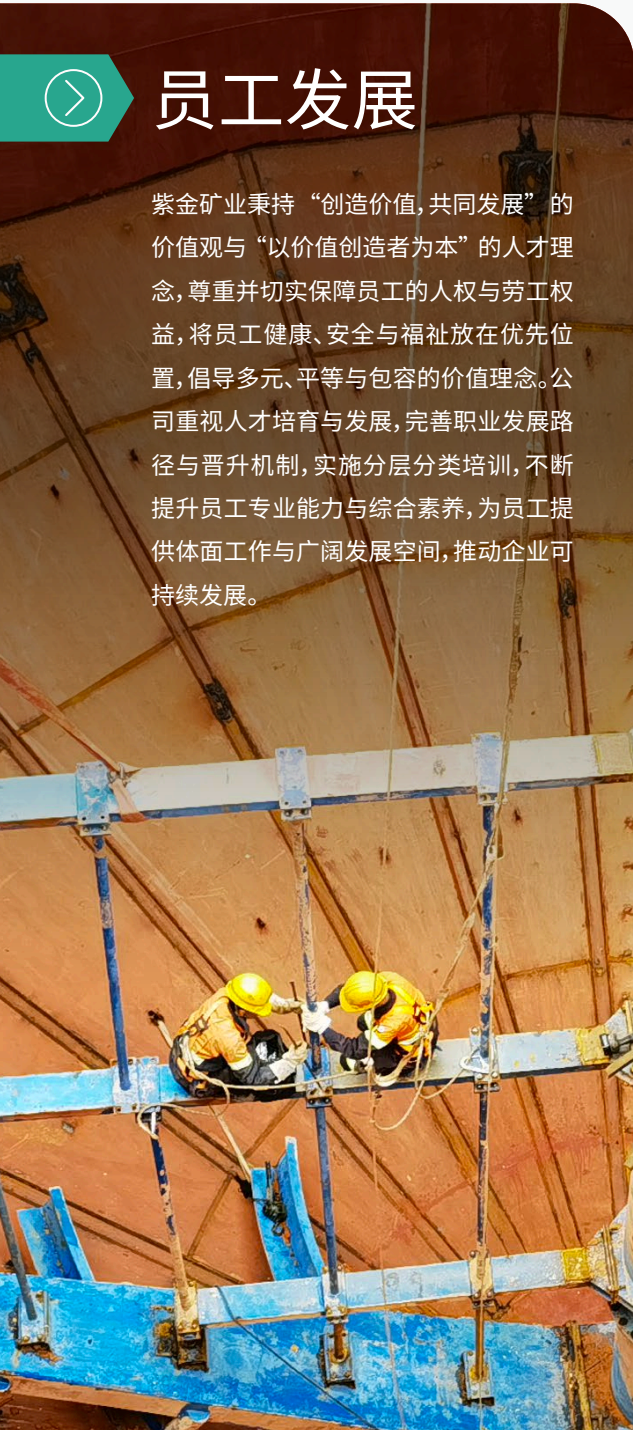 员工发展
紫金矿业秉持“创造价值，共同发展”的
价值观与“以价值创造者为本”的人才理
念，尊重并切实保障员工的人权与劳工权
益，将员工健康、安全与福祉放在优先位
置，倡导多元、平等与包容的价值理念。公
司重视人才培育与发展，完善职业发展路
径与晋升机制，实施分层分类培训，不断
提升员工专业能力与综合素养，为员工提
供体面工作与广阔发展空间，推动企业可
持续发展。